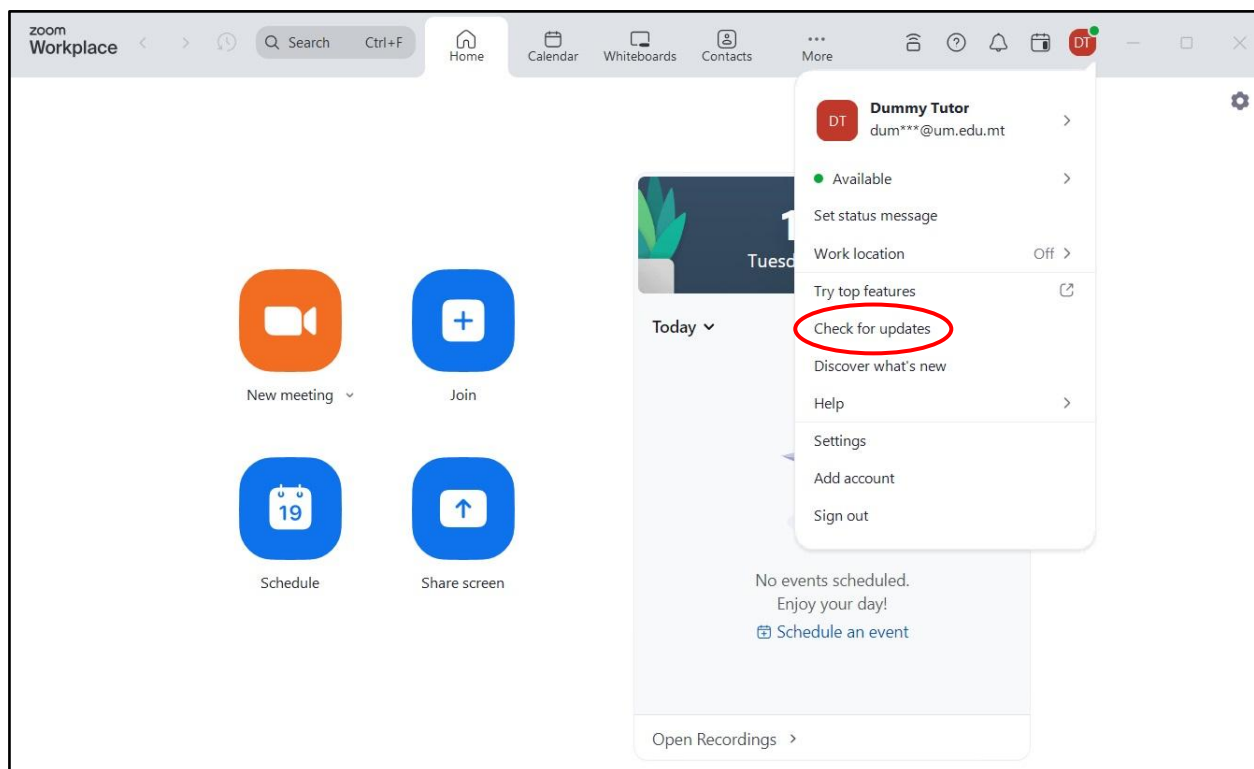 zoom
Workplace
Search Ctrl+F
Home
Calendar
Whiteboards
Contacts
More
DT
DT
Dummy Tutor
dum***@um.edu.mt
Available
Set status message
Work location Off
Try top features
Check for updates
Discover what's new
Help
Settings
Add account
Sign out
1
Tuesd
Today
New meeting
Join
19
Schedule
Share screen
No events scheduled.
Enjoy your day!
Schedule an event
Open Recordings